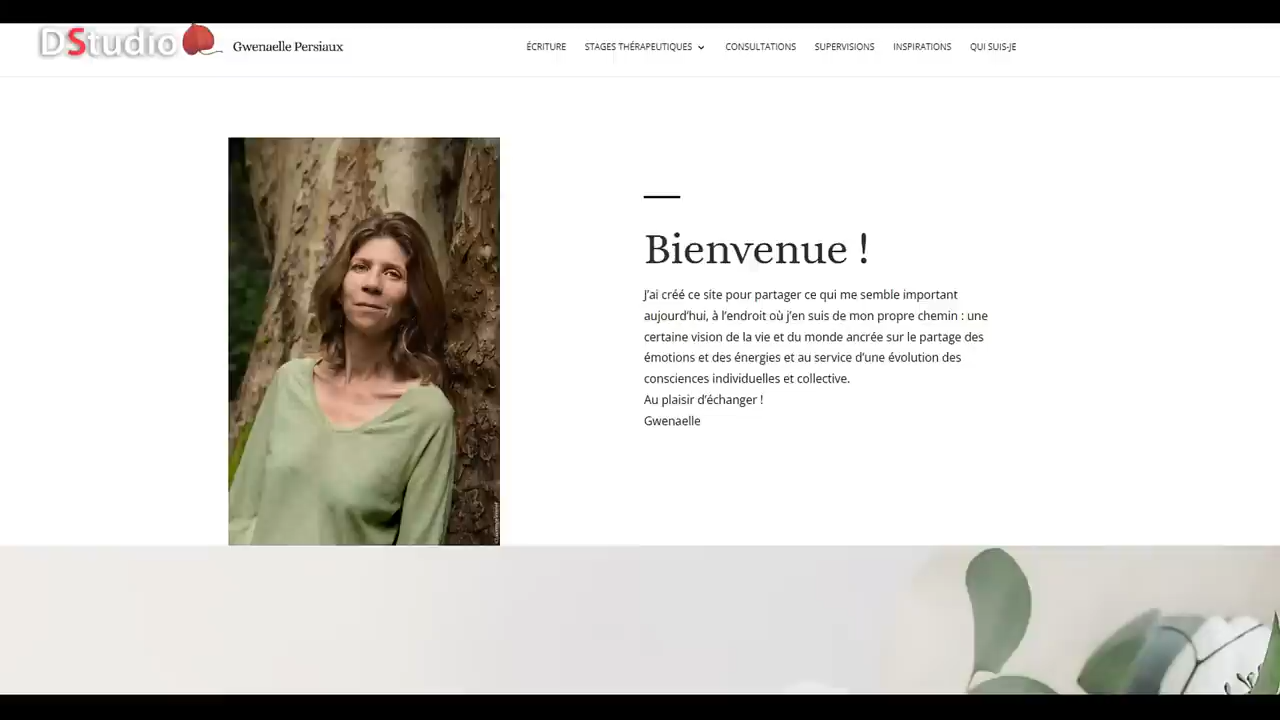 DStudio
Gwenaelle Persiaux
ÉCRITURE STAGES THÉRAPEUTIQUES CONSULTATIONS SUPERVISIONS INSPIRATIONS QUI SUIS-JE
Bienvenue !
J'ai créé ce site pour partager ce qui me semble important
aujourd'hui, à l'endroit où j'en suis de mon propre chemin : une
certaine vision de la vie et du monde ancrée sur le partage des
émotions et des énergies et au service d'une évolution des
consciences individuelles et collective.
Au plaisir d'échanger !
Gwenaelle